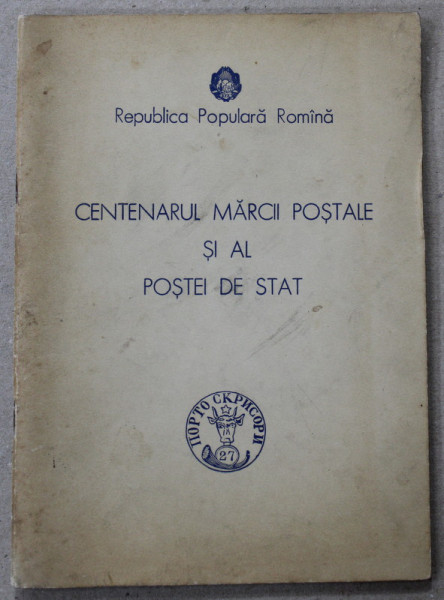 Republica Populară Romînă
CENTENARUL MĂRCII POȘTALE
ȘI AL
POȘTEI DE STAT
ПОРТО СКРИСОРИ
27